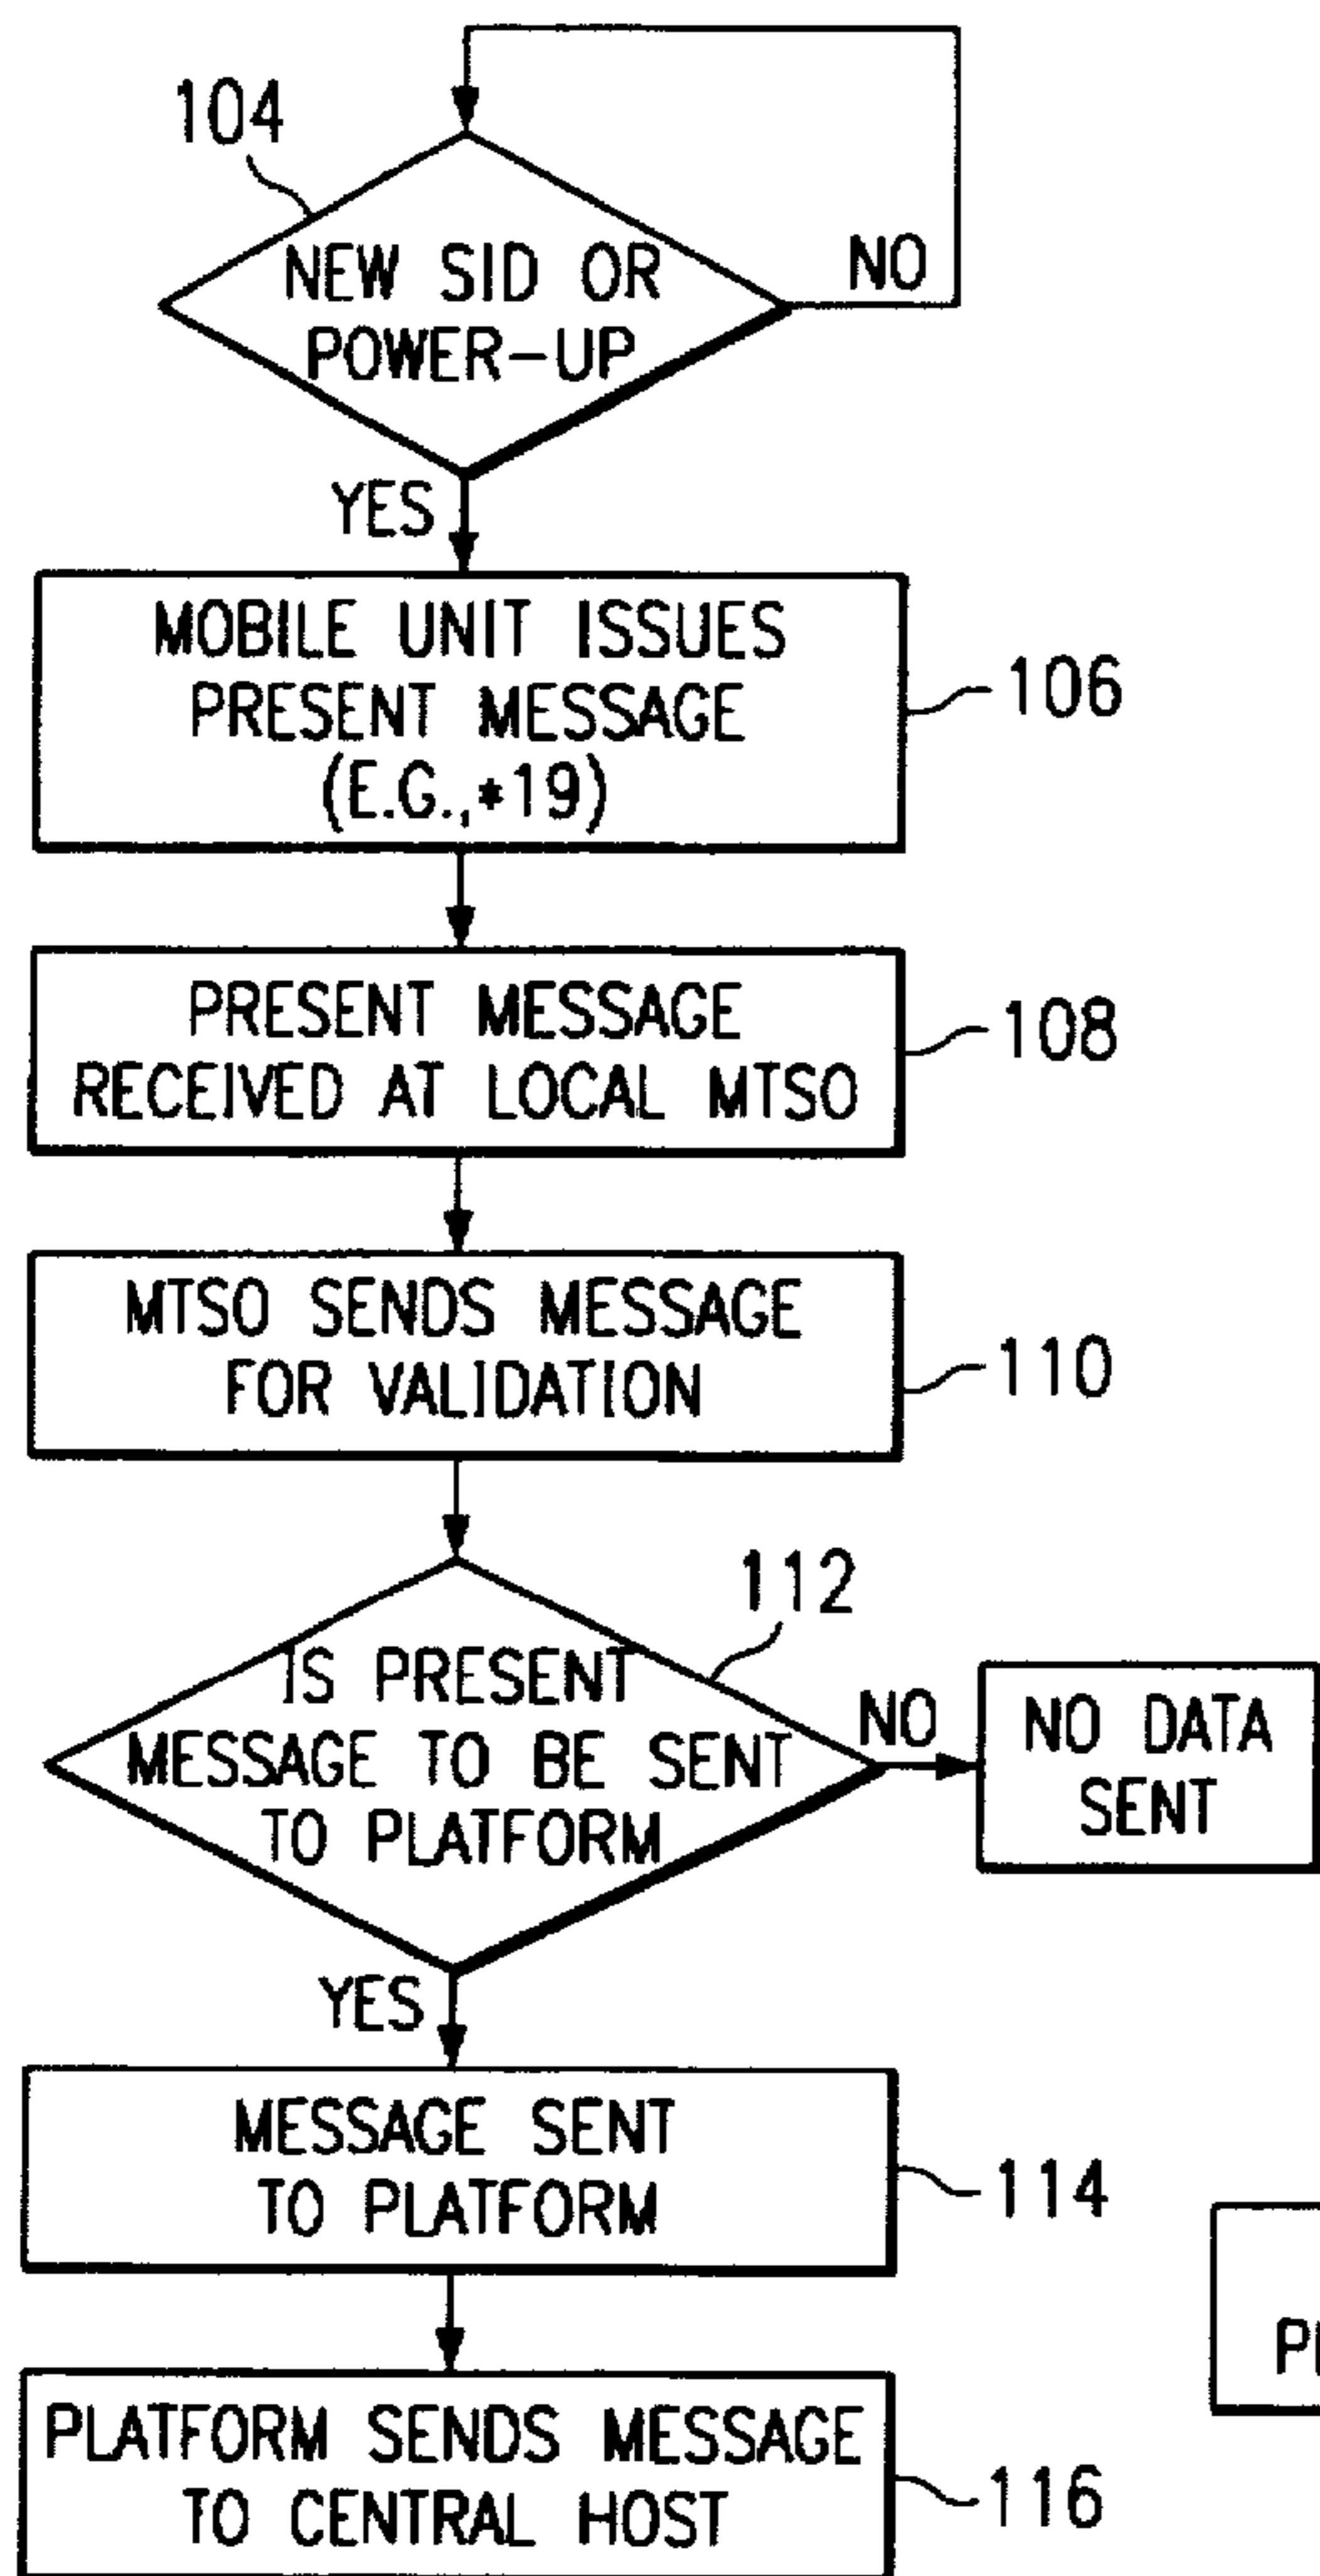 104
NEW SID OR
POWER-UP
NO
YES
MOBILE UNIT ISSUES
PRESENT MESSAGE
(E.G.,*19)
106
PRESENT MESSAGE
RECEIVED AT LOCAL MTSO
108
MTSO SENDS MESSAGE
FOR VALIDATION
110
112
IS PRESENT
MESSAGE TO BE SENT
TO PLATFORM
NO
NO DATA
SENT
YES
MESSAGE SENT
TO PLATFORM
114
PLATFORM SENDS MESSAGE
TO CENTRAL HOST
116